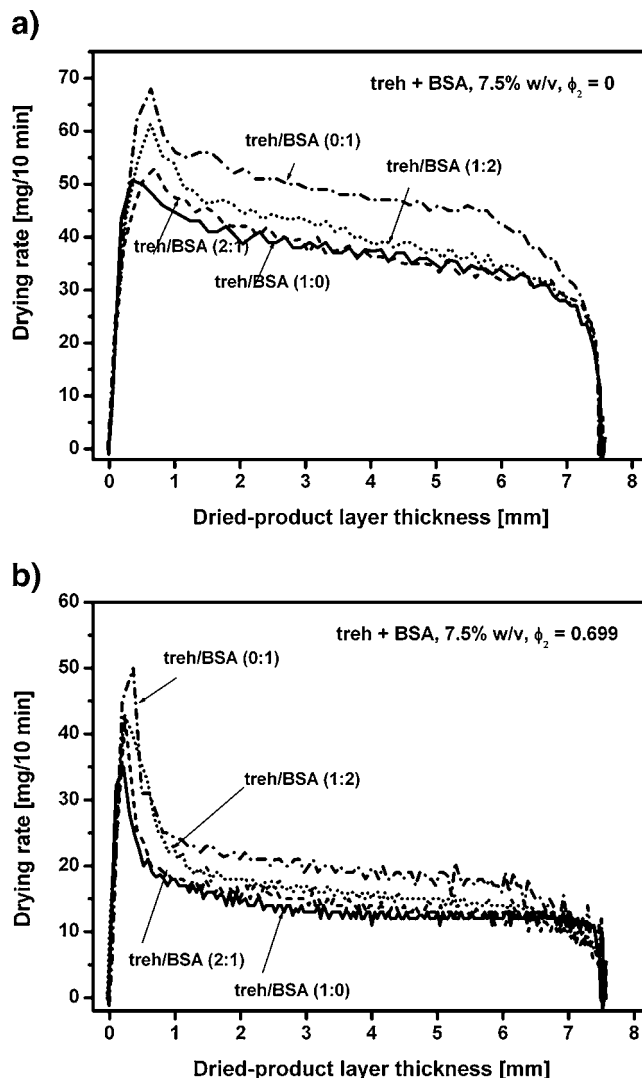 a)
treh + BSA, 7.5% w/v, ϕ₂ = 0
treh/BSA (0:1)
treh/BSA (1:2)
treh/BSA (2:1)
treh/BSA (1:0)
Drying rate [mg/10 min]
70
60
50
40
30
20
10
0
0 1 2 3 4 5 6 7 8
Dried-product layer thickness [mm]
b)
treh + BSA, 7.5% w/v, ϕ₂ = 0.699
treh/BSA (0:1)
treh/BSA (1:2)
treh/BSA (2:1)
treh/BSA (1:0)
Drying rate [mg/10 min]
60
50
40
30
20
10
0
0 1 2 3 4 5 6 7 8
Dried-product layer thickness [mm]